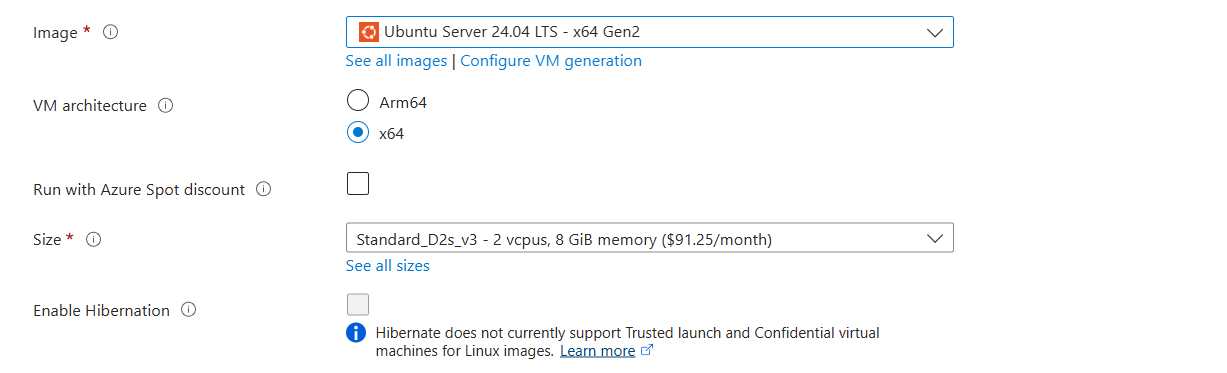 Image *
Ubuntu Server 24.04 LTS - x64 Gen2
See all images | Configure VM generation
VM architecture
Arm64
x64
Run with Azure Spot discount
Size *
Standard_D2s_v3 - 2 vcpus, 8 GiB memory ($91.25/month)
See all sizes
Enable Hibernation
Hibernate does not currently support Trusted launch and Confidential virtual
machines for Linux images. Learn more